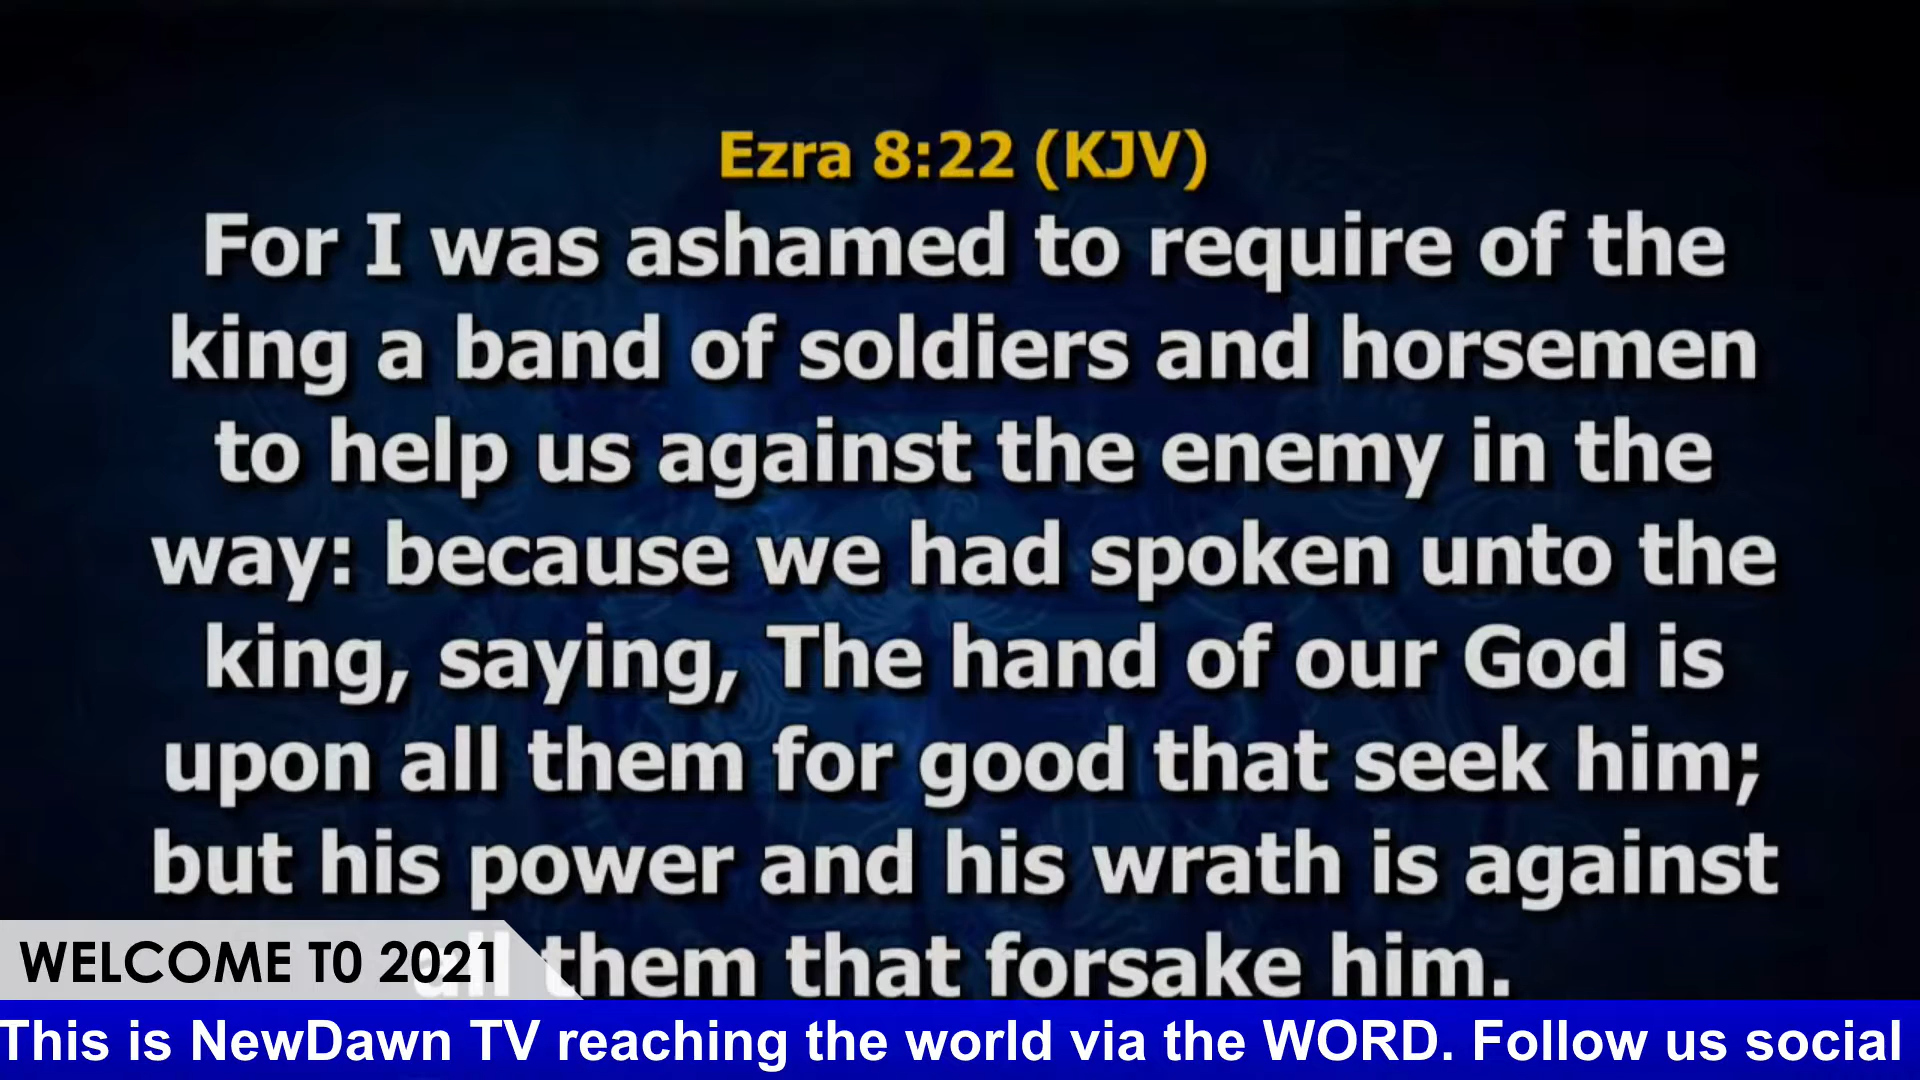 Ezra 8:22 (KJV)
For I was ashamed to require of the
king a band of soldiers and horsemen
to help us against the enemy in the
way: because we had spoken unto the
king, saying, The hand of our God is
upon all them for good that seek him;
but his power and his wrath is against
all them that forsake him.
WELCOME T0 2021
This is NewDawn TV reaching the world via the WORD. Follow us social